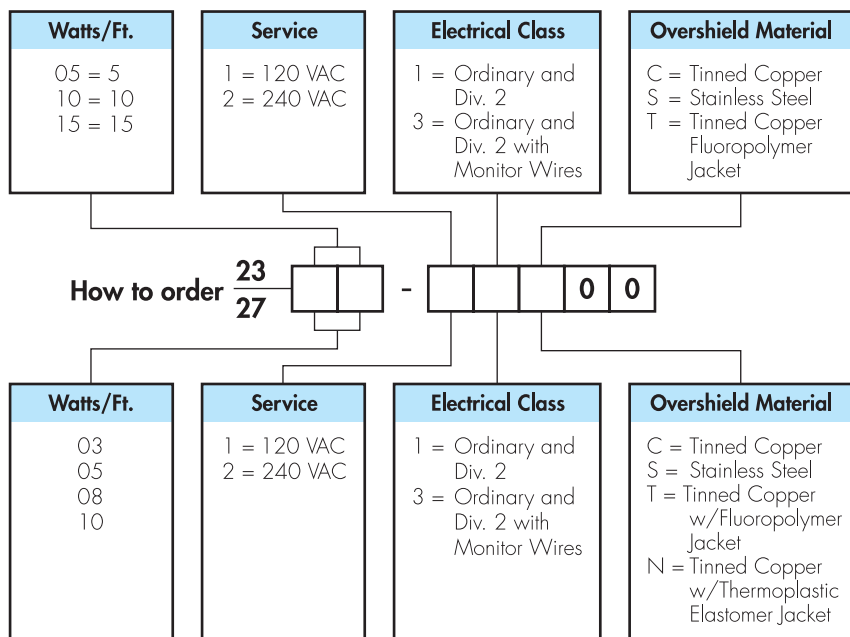 Watts/Ft.
05 = 5
10 = 10
15 = 15
Service
1 = 120 VAC
2 = 240 VAC
Electrical Class
1 = Ordinary and
Div. 2
3 = Ordinary and
Div. 2 with
Monitor Wires
Overshield Material
C = Tinned Copper
S = Stainless Steel
T = Tinned Copper
Fluoropolymer
Jacket
How to order 23
27
- 0 0
Watts/Ft.
03
05
08
10
Service
1 = 120 VAC
2 = 240 VAC
Electrical Class
1 = Ordinary and
Div. 2
3 = Ordinary and
Div. 2 with
Monitor Wires
Overshield Material
C = Tinned Copper
S = Stainless Steel
T = Tinned Copper
w/Fluoropolymer
Jacket
N = Tinned Copper
w/Thermoplastic
Elastomer Jacket